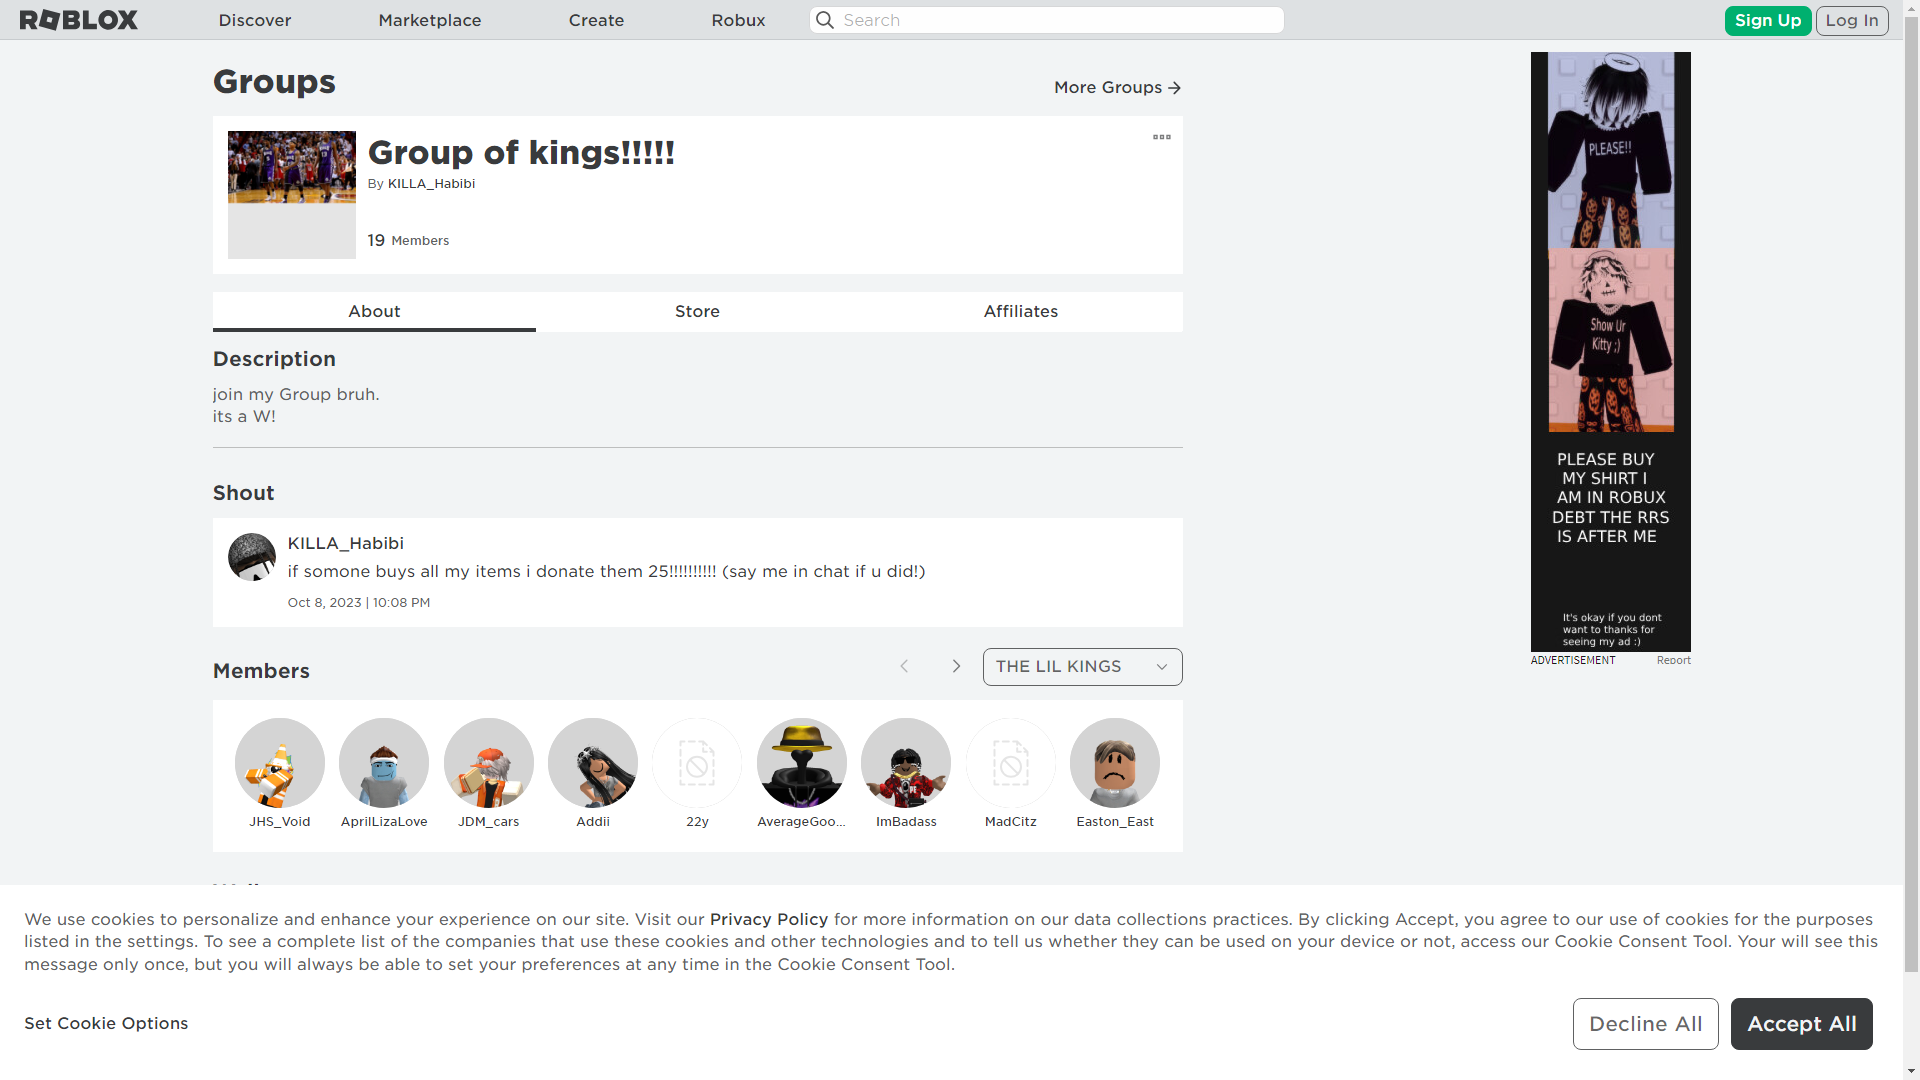 ROBLOX
Discover
Marketplace
Create
Robux
Search
Sign Up
Log In
Groups
More Groups
Group of kings!!!!!
By KILLA_Habibi
19 Members
About
Store
Affiliates
Description
join my Group bruh.
its a W!
Shout
KILLA_Habibi
if somone buys all my items i donate them 25!!!!!!!!!! (say me in chat if u did!)
Oct 8, 2023 | 10:08 PM
Members
THE LIL KINGS
JHS_Void
AprilLizaLove
JDM_cars
Addii
22y
AverageGoo...
ImBadass
MadCitz
Easton_East
PLEASE!!
Show Ur
Kitty ;)
PLEASE BUY
MY SHIRT I
AM IN ROBUX
DEBT THE RRS
IS AFTER ME
It's okay if you dont
want to thanks for
seeing my ad :)
ADVERTISEMENT
Report
We use cookies to personalize and enhance your experience on our site. Visit our Privacy Policy for more information on our data collections practices. By clicking Accept, you agree to our use of cookies for the purposes
listed in the settings. To see a complete list of the companies that use these cookies and other technologies and to tell us whether they can be used on your device or not, access our Cookie Consent Tool. Your will see this
message only once, but you will always be able to set your preferences at any time in the Cookie Consent Tool.
Set Cookie Options
Decline All
Accept All